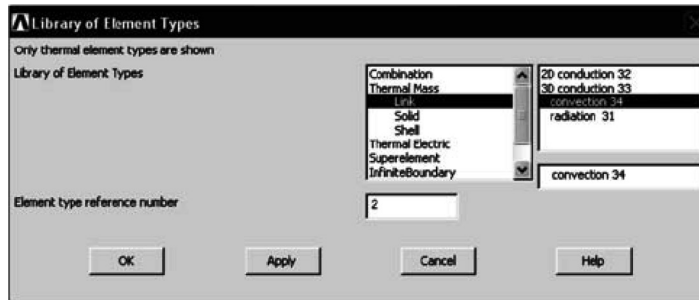 Library of Element Types
Only thermal element types are shown
Library of Element Types
Combination
Thermal Mass
Link
Solid
Shell
Thermal Electric
Superelement
InfiniteBoundary
2D conduction 32
3D conduction 33
convection 34
radiation 31
convection 34
Element type reference number
2
OK
Apply
Cancel
Help